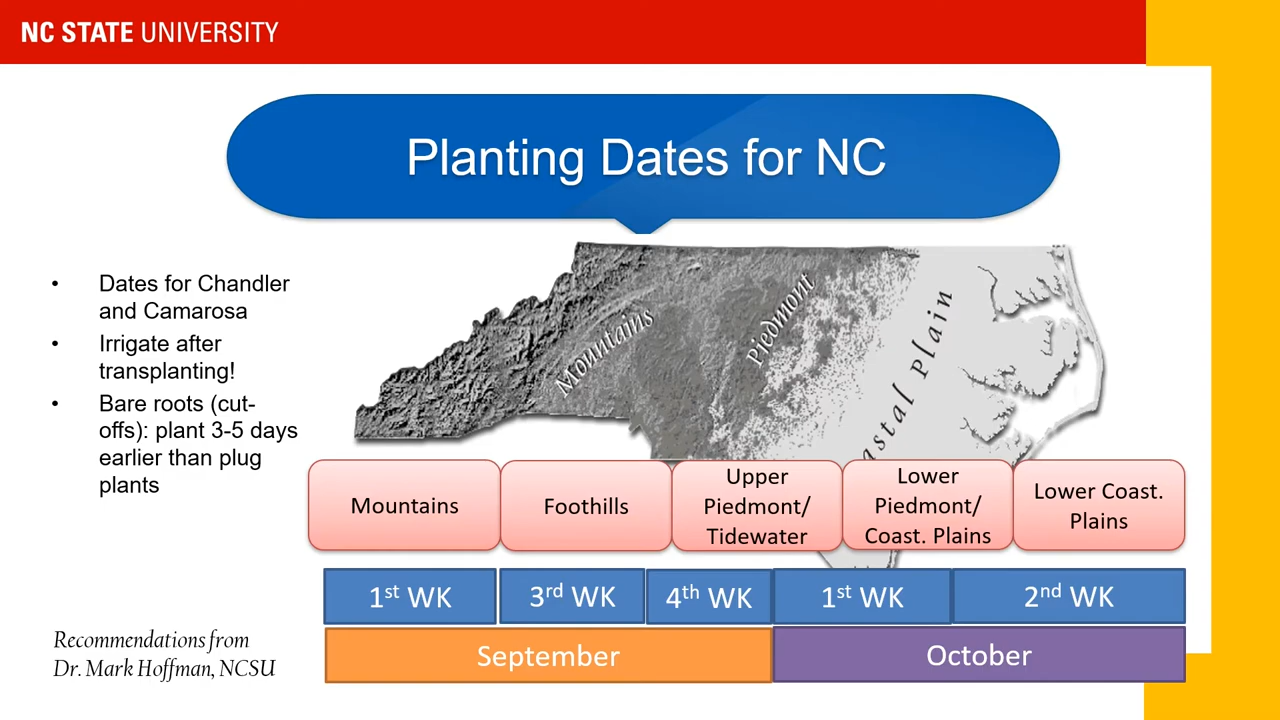 NC STATE UNIVERSITY
Planting Dates for NC
• Dates for Chandler
and Camarosa
• Irrigate after
transplanting!
• Bare roots (cut-
offs): plant 3-5 days
earlier than plug
plants
Mountains
Piedmont
astal Plain
Mountains
Foothills
Upper
Piedmont/
Tidewater
Lower
Piedmont/
Coast. Plains
Lower Coast.
Plains
1st WK
3rd WK
4th WK
1st WK
2nd WK
September
October
Recommendations from
Dr. Mark Hoffman, NCSU